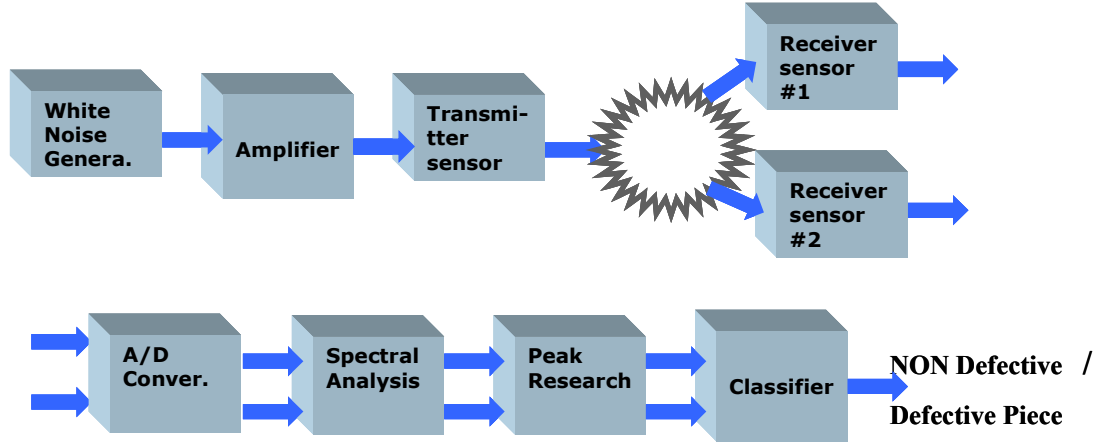 White
Noise
Genera.
Amplifier
Transmi-
tter
sensor
Receiver
sensor
#1
Receiver
sensor
#2
A/D
Conver.
Spectral
Analysis
Peak
Research
Classifier
NON Defective /
Defective Piece